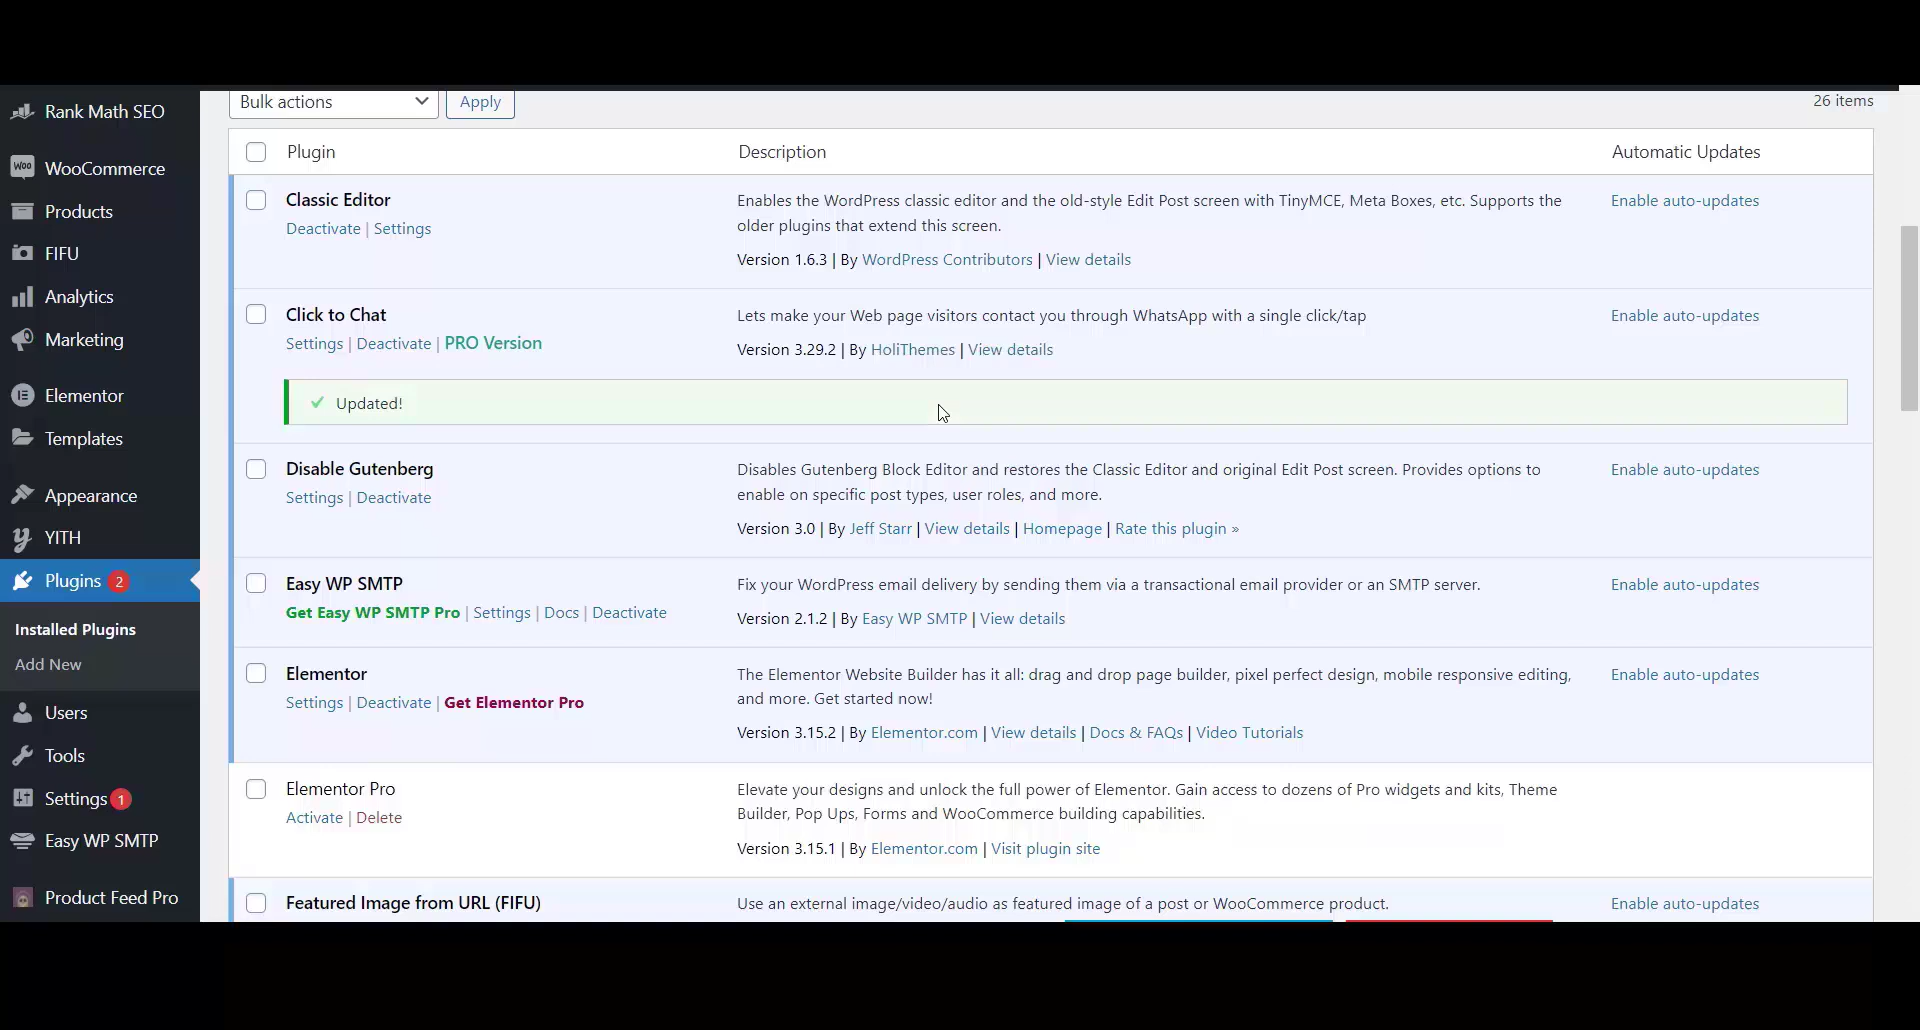 Rank Math SEO
WooCommerce
Products
FIFU
Analytics
Marketing
Elementor
Templates
Appearance
YITH
Plugins 2
Installed Plugins
Add New
Users
Tools
Settings 1
Easy WP SMTP
Product Feed Pro
Bulk actions
Apply
26 items
Plugin Description Automatic Updates
Classic Editor
Deactivate | Settings
Enables the WordPress classic editor and the old-style Edit Post screen with TinyMCE, Meta Boxes, etc. Supports the
older plugins that extend this screen.
Version 1.6.3 | By WordPress Contributors | View details
Enable auto-updates
Click to Chat
Settings | Deactivate | PRO Version
Lets make your Web page visitors contact you through WhatsApp with a single click/tap
Version 3.29.2 | By HoliThemes | View details
Enable auto-updates
Updated!
Disable Gutenberg
Settings | Deactivate
Disables Gutenberg Block Editor and restores the Classic Editor and original Edit Post screen. Provides options to
enable on specific post types, user roles, and more.
Version 3.0 | By Jeff Starr | View details | Homepage | Rate this plugin »
Enable auto-updates
Easy WP SMTP
Get Easy WP SMTP Pro | Settings | Docs | Deactivate
Fix your WordPress email delivery by sending them via a transactional email provider or an SMTP server.
Version 2.1.2 | By Easy WP SMTP | View details
Enable auto-updates
Elementor
Settings | Deactivate | Get Elementor Pro
The Elementor Website Builder has it all: drag and drop page builder, pixel perfect design, mobile responsive editing,
and more. Get started now!
Version 3.15.2 | By Elementor.com | View details | Docs & FAQs | Video Tutorials
Enable auto-updates
Elementor Pro
Activate | Delete
Elevate your designs and unlock the full power of Elementor. Gain access to dozens of Pro widgets and kits, Theme
Builder, Pop Ups, Forms and WooCommerce building capabilities.
Version 3.15.1 | By Elementor.com | Visit plugin site
Featured Image from URL (FIFU)
Use an external image/video/audio as featured image of a post or WooCommerce product.
Enable auto-updates